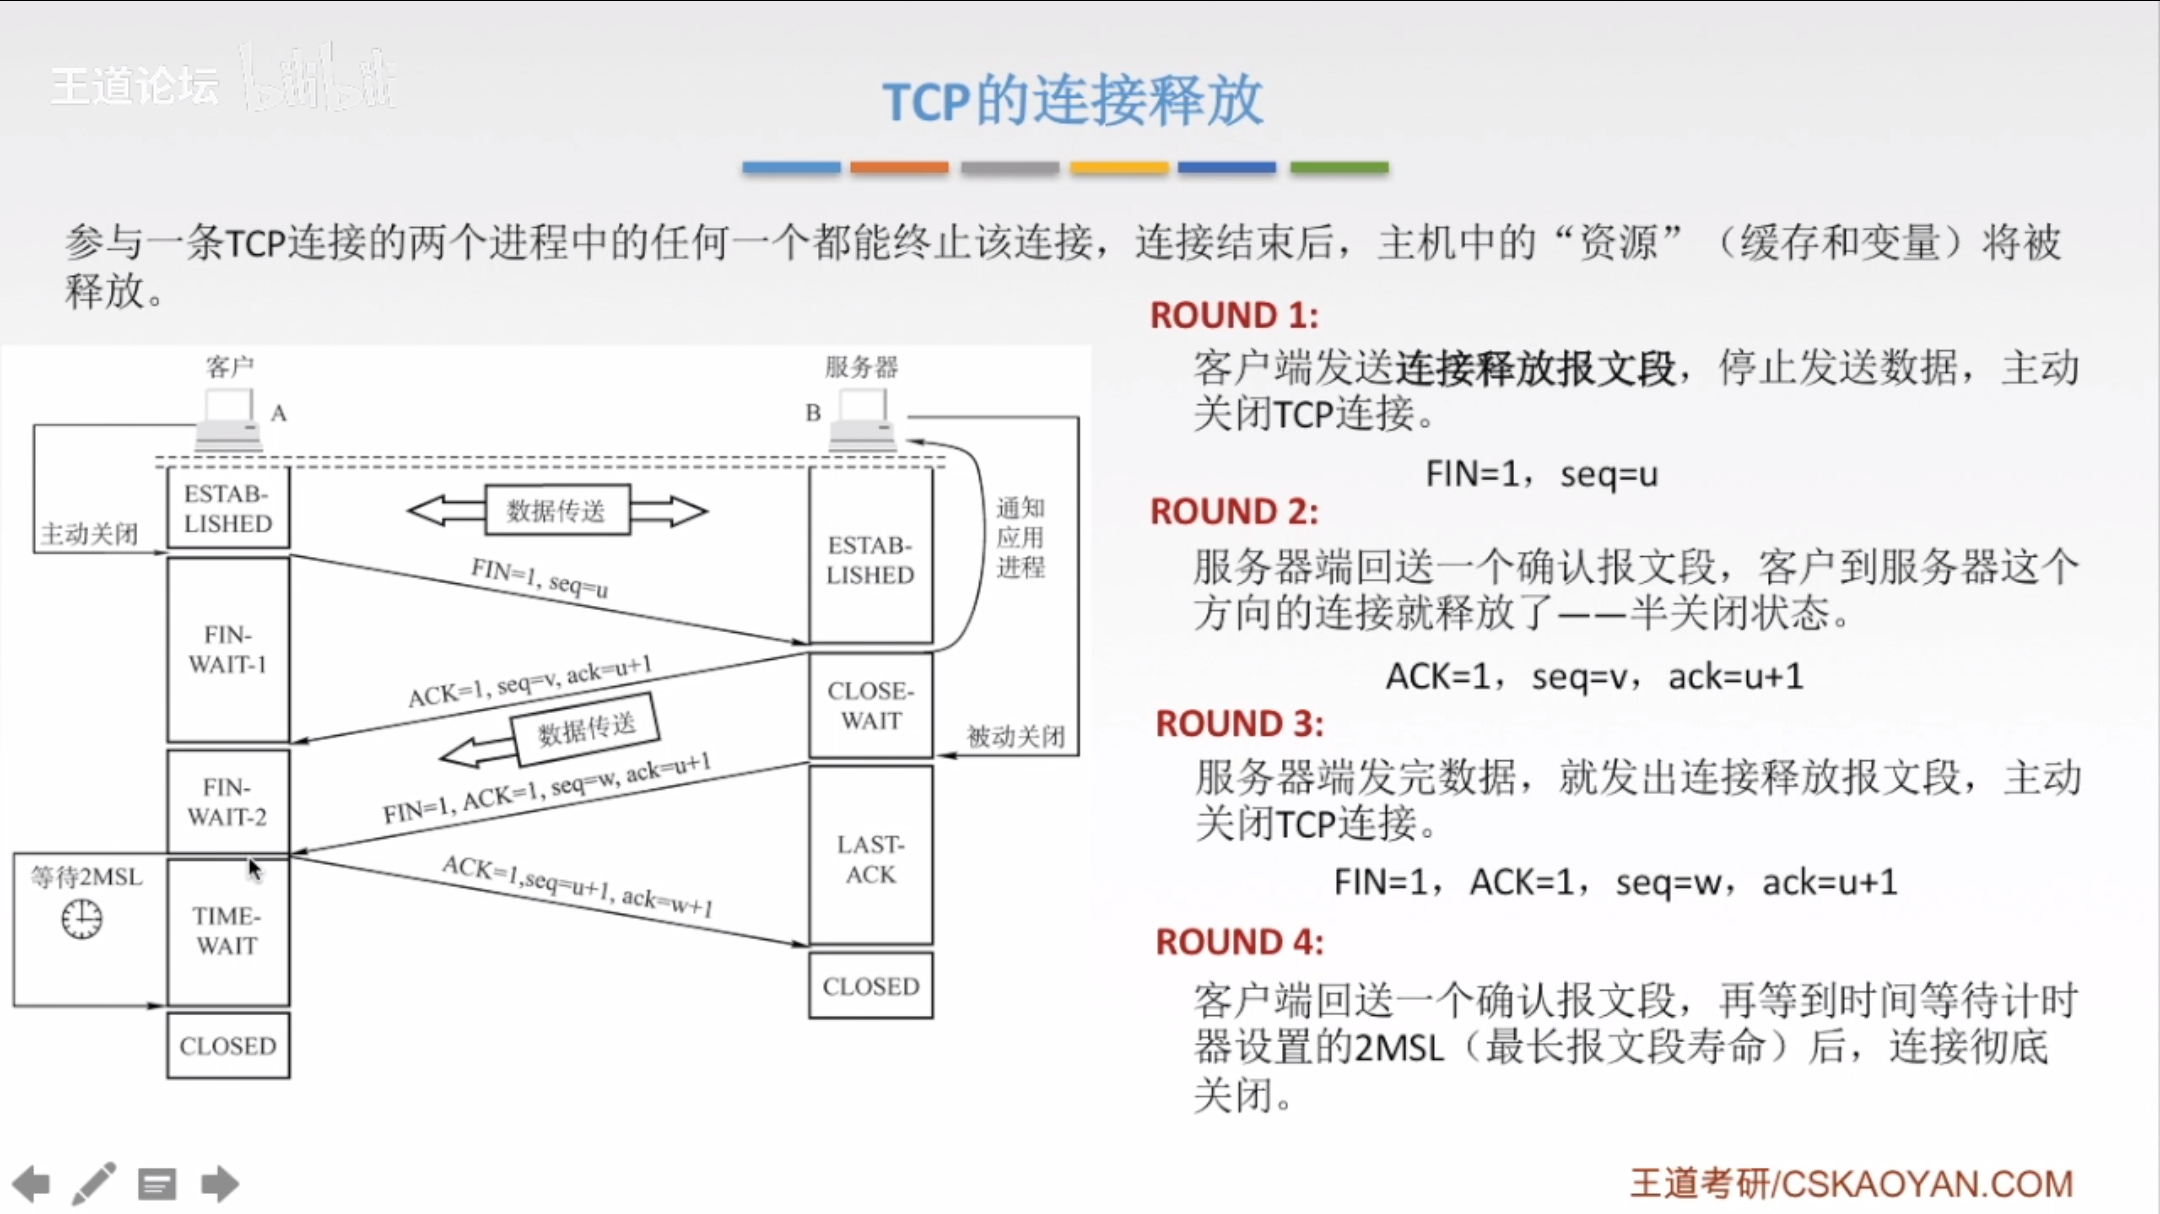 王道论坛 bilibili
TCP的连接释放
参与一条TCP连接的两个进程中的任何一个都能终止该连接，连接结束后，主机中的“资源”（缓存和变量）将被
释放。
客户
A
服务器
B
ESTAB-
LISHED
数据传送
主动关闭
通知
应用
进程
ESTAB-
LISHED
FIN=1, seq=u
FIN-
WAIT-1
ACK=1, seq=v, ack=u+1
CLOSE-
WAIT
数据传送
被动关闭
FIN-
WAIT-2
FIN=1, ACK=1, seq=w, ack=u+1
等待2MSL
TIME-
WAIT
ACK=1,seq=u+1, ack=w+1
LAST-
ACK
CLOSED
CLOSED
ROUND 1:
客户端发送连接释放报文段，停止发送数据，主动
关闭TCP连接。
FIN=1，seq=u
ROUND 2:
服务器端回送一个确认报文段，客户到服务器这个
方向的连接就释放了——半关闭状态。
ACK=1，seq=v，ack=u+1
ROUND 3:
服务器端发完数据，就发出连接释放报文段，主动
关闭TCP连接。
FIN=1，ACK=1，seq=w，ack=u+1
ROUND 4:
客户端回送一个确认报文段，再等到时间等待计时
器设置的2MSL（最长报文段寿命）后，连接彻底
关闭。
王道考研/CSKAOYAN.COM